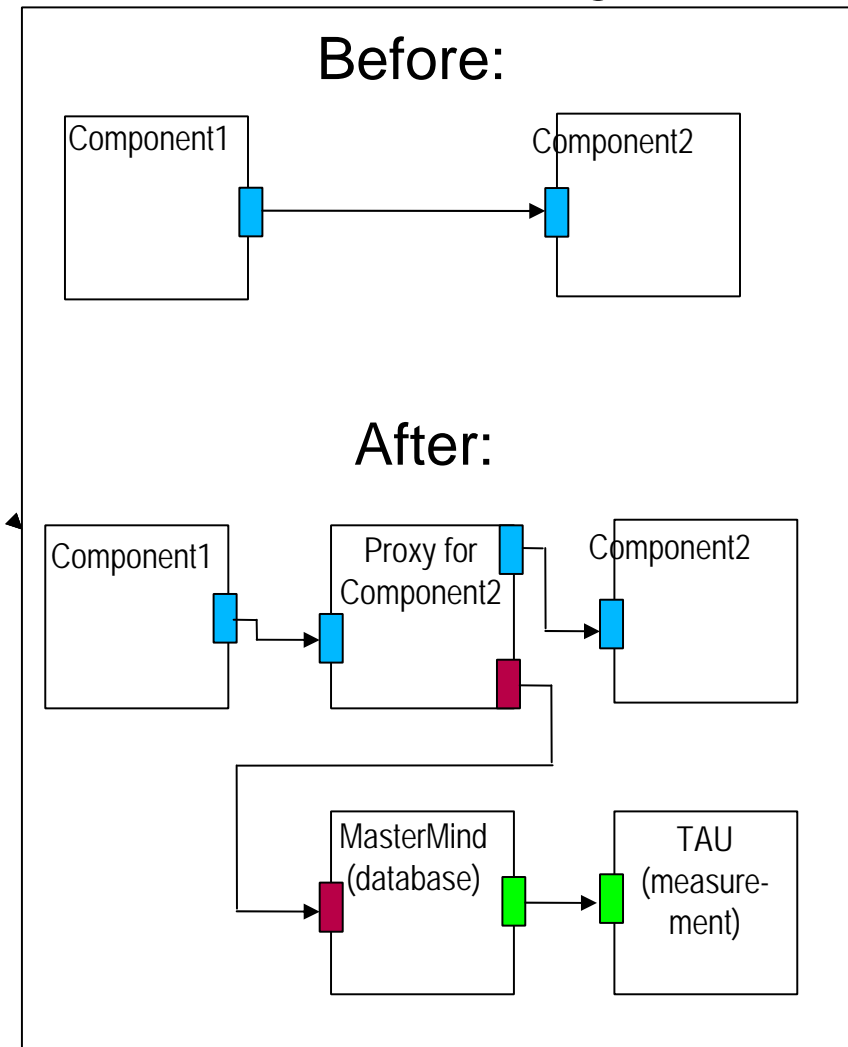 Before:
Component1
Component2
After:
Component1
Proxy for
Component2
Component2
MasterMind
(database)
TAU
(measure-
ment)